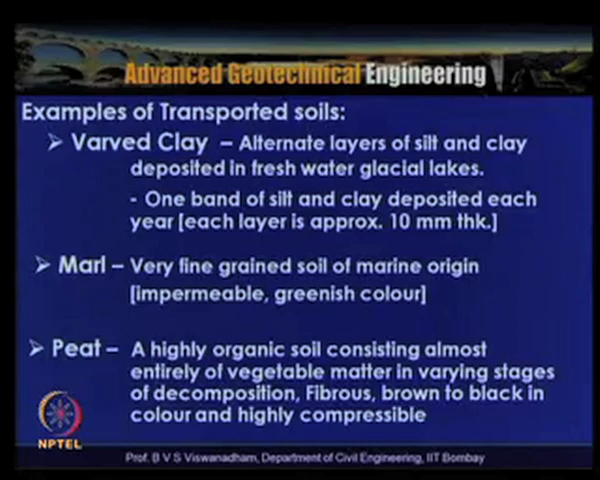 Advanced Geotechnical Engineering
Examples of Transported soils:
➢ Varved Clay – Alternate layers of silt and clay
deposited in fresh water glacial lakes.
- One band of silt and clay deposited each
year [each layer is approx. 10 mm thk.]
➢ Marl – Very fine grained soil of marine origin
[impermeable, greenish colour]
➢ Peat – A highly organic soil consisting almost
entirely of vegetable matter in varying stages
of decomposition, Fibrous, brown to black in
colour and highly compressible
NPTEL
Prof. B V S Viswanadham, Department of Civil Engineering, IIT Bombay